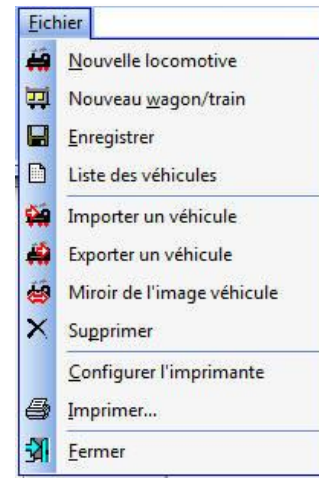 Fichier
Nouvelle locomotive
Nouveau wagon/train
Enregistrer
Liste des véhicules
Importer un véhicule
Exporter un véhicule
Miroir de l'image véhicule
Supprimer
Configurer l'imprimante
Imprimer...
Fermer